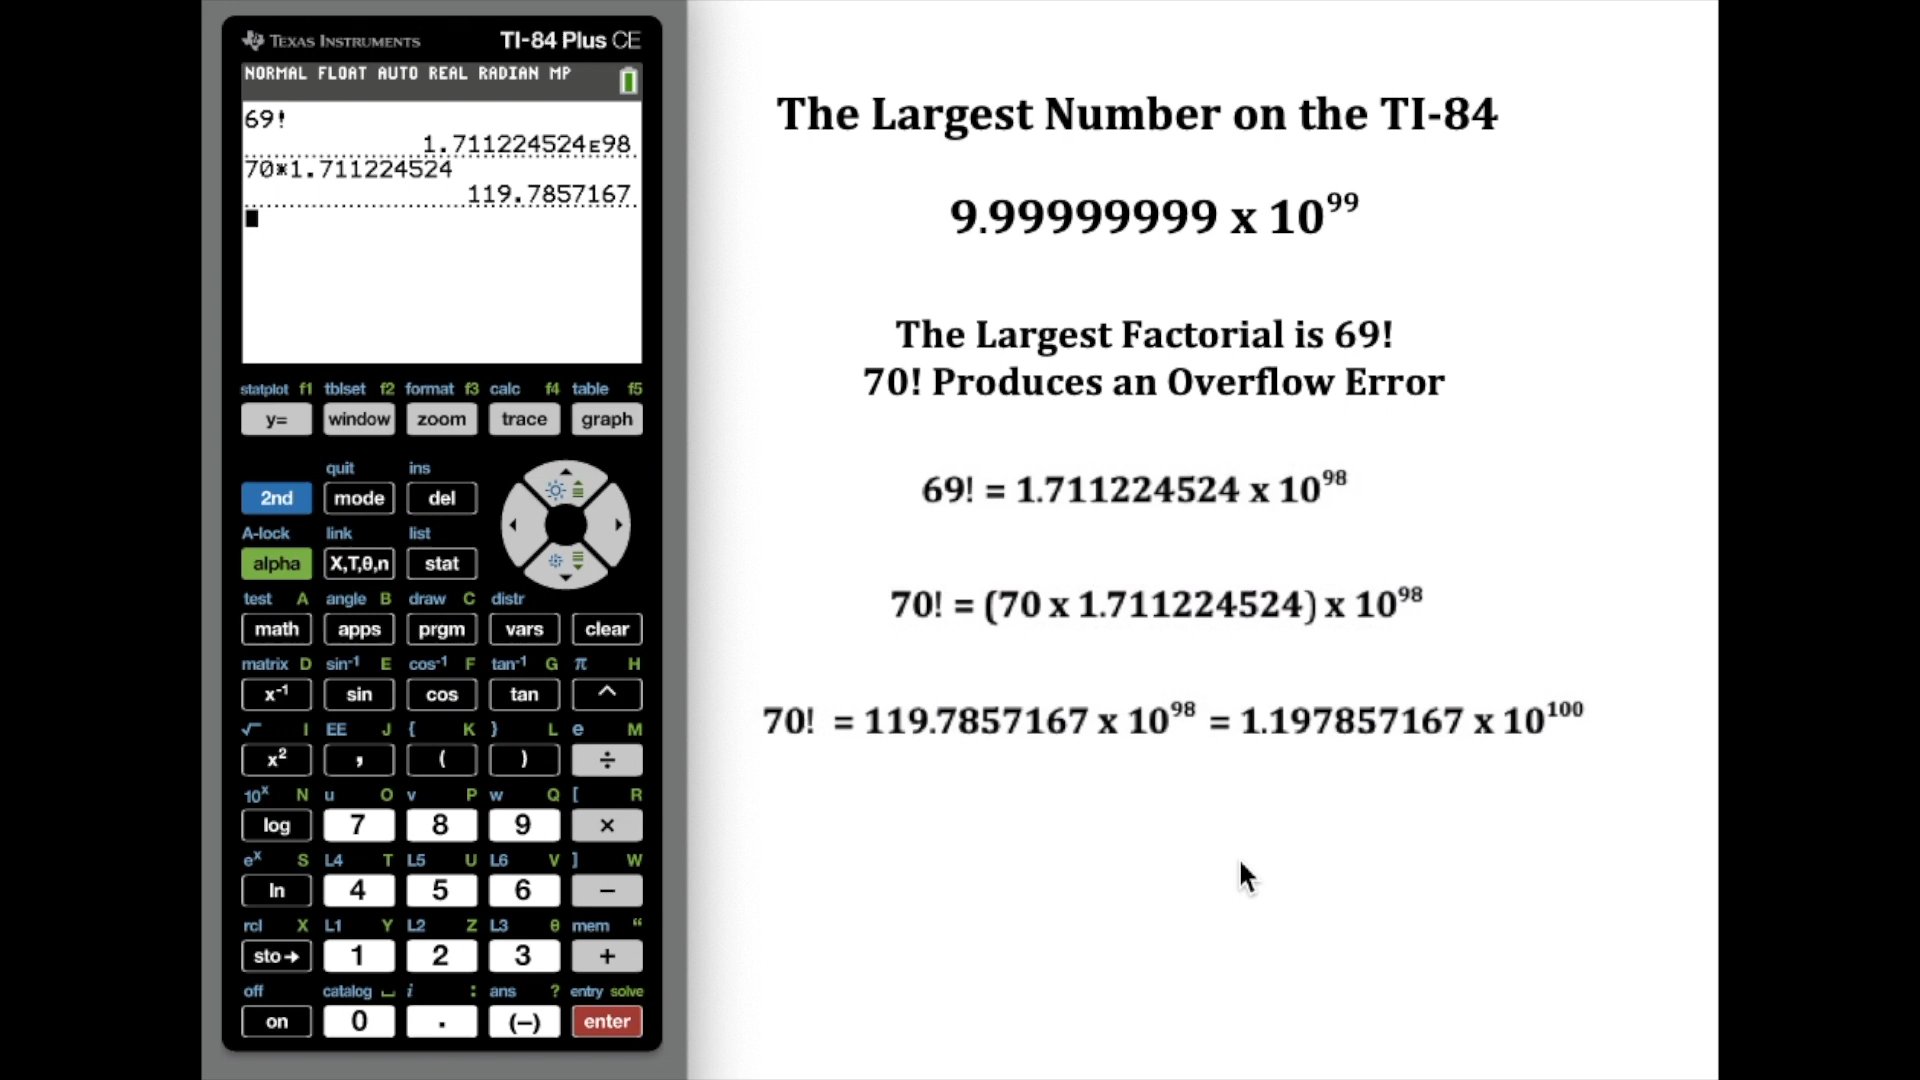 TEXAS INSTRUMENTS TI-84 Plus CE
NORMAL FLOAT AUTO REAL RADIAN MP
69!
1.711224524ᴇ98
70*1.711224524
119.7857167
statplot f1 tblset f2 format f3 calc f4 table f5
y= window zoom trace graph
quit ins
2nd mode del
A-lock link list
alpha X,T,θ,n stat
test A angle B draw C distr
math apps prgm vars clear
matrix D sin⁻¹ E cos⁻¹ F tan⁻¹ G π H
x⁻¹ sin cos tan ^
√ I EE J { K } L e M
x² , ( ) ÷
10ˣ N u O v P w Q [ R
log 7 8 9 ×
eˣ S L4 T L5 U L6 V ] W
ln 4 5 6 −
rcl X L1 Y L2 Z L3 θ mem “
sto→ 1 2 3 +
off catalog ⎵ i : ans ? entry solve
on 0 . (−) enter
The Largest Number on the TI-84
9.99999999 x 10⁹⁹
The Largest Factorial is 69!
70! Produces an Overflow Error
69! = 1.711224524 x 10⁹⁸
70! = (70 x 1.711224524) x 10⁹⁸
70! = 119.7857167 x 10⁹⁸ = 1.197857167 x 10¹⁰⁰